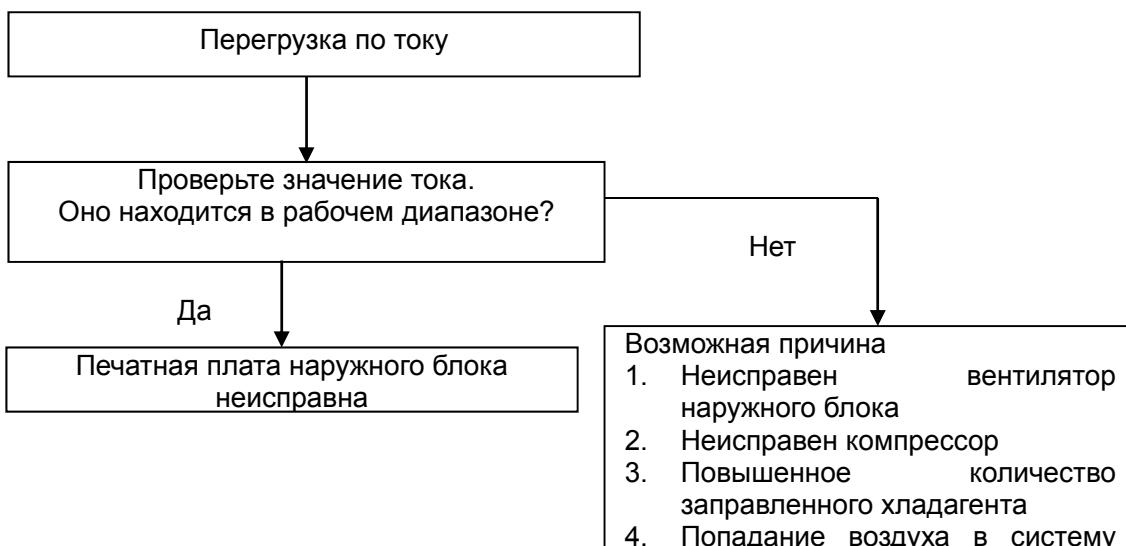 Перегрузка по току
Проверьте значение тока.
Оно находится в рабочем диапазоне?
Нет
Да
Печатная плата наружного блока
неисправна
Возможная причина
1. Неисправен вентилятор
наружного блока
2. Неисправен компрессор
3. Повышенное количество
заправленного хладагента
4. Попадание воздуха в систему